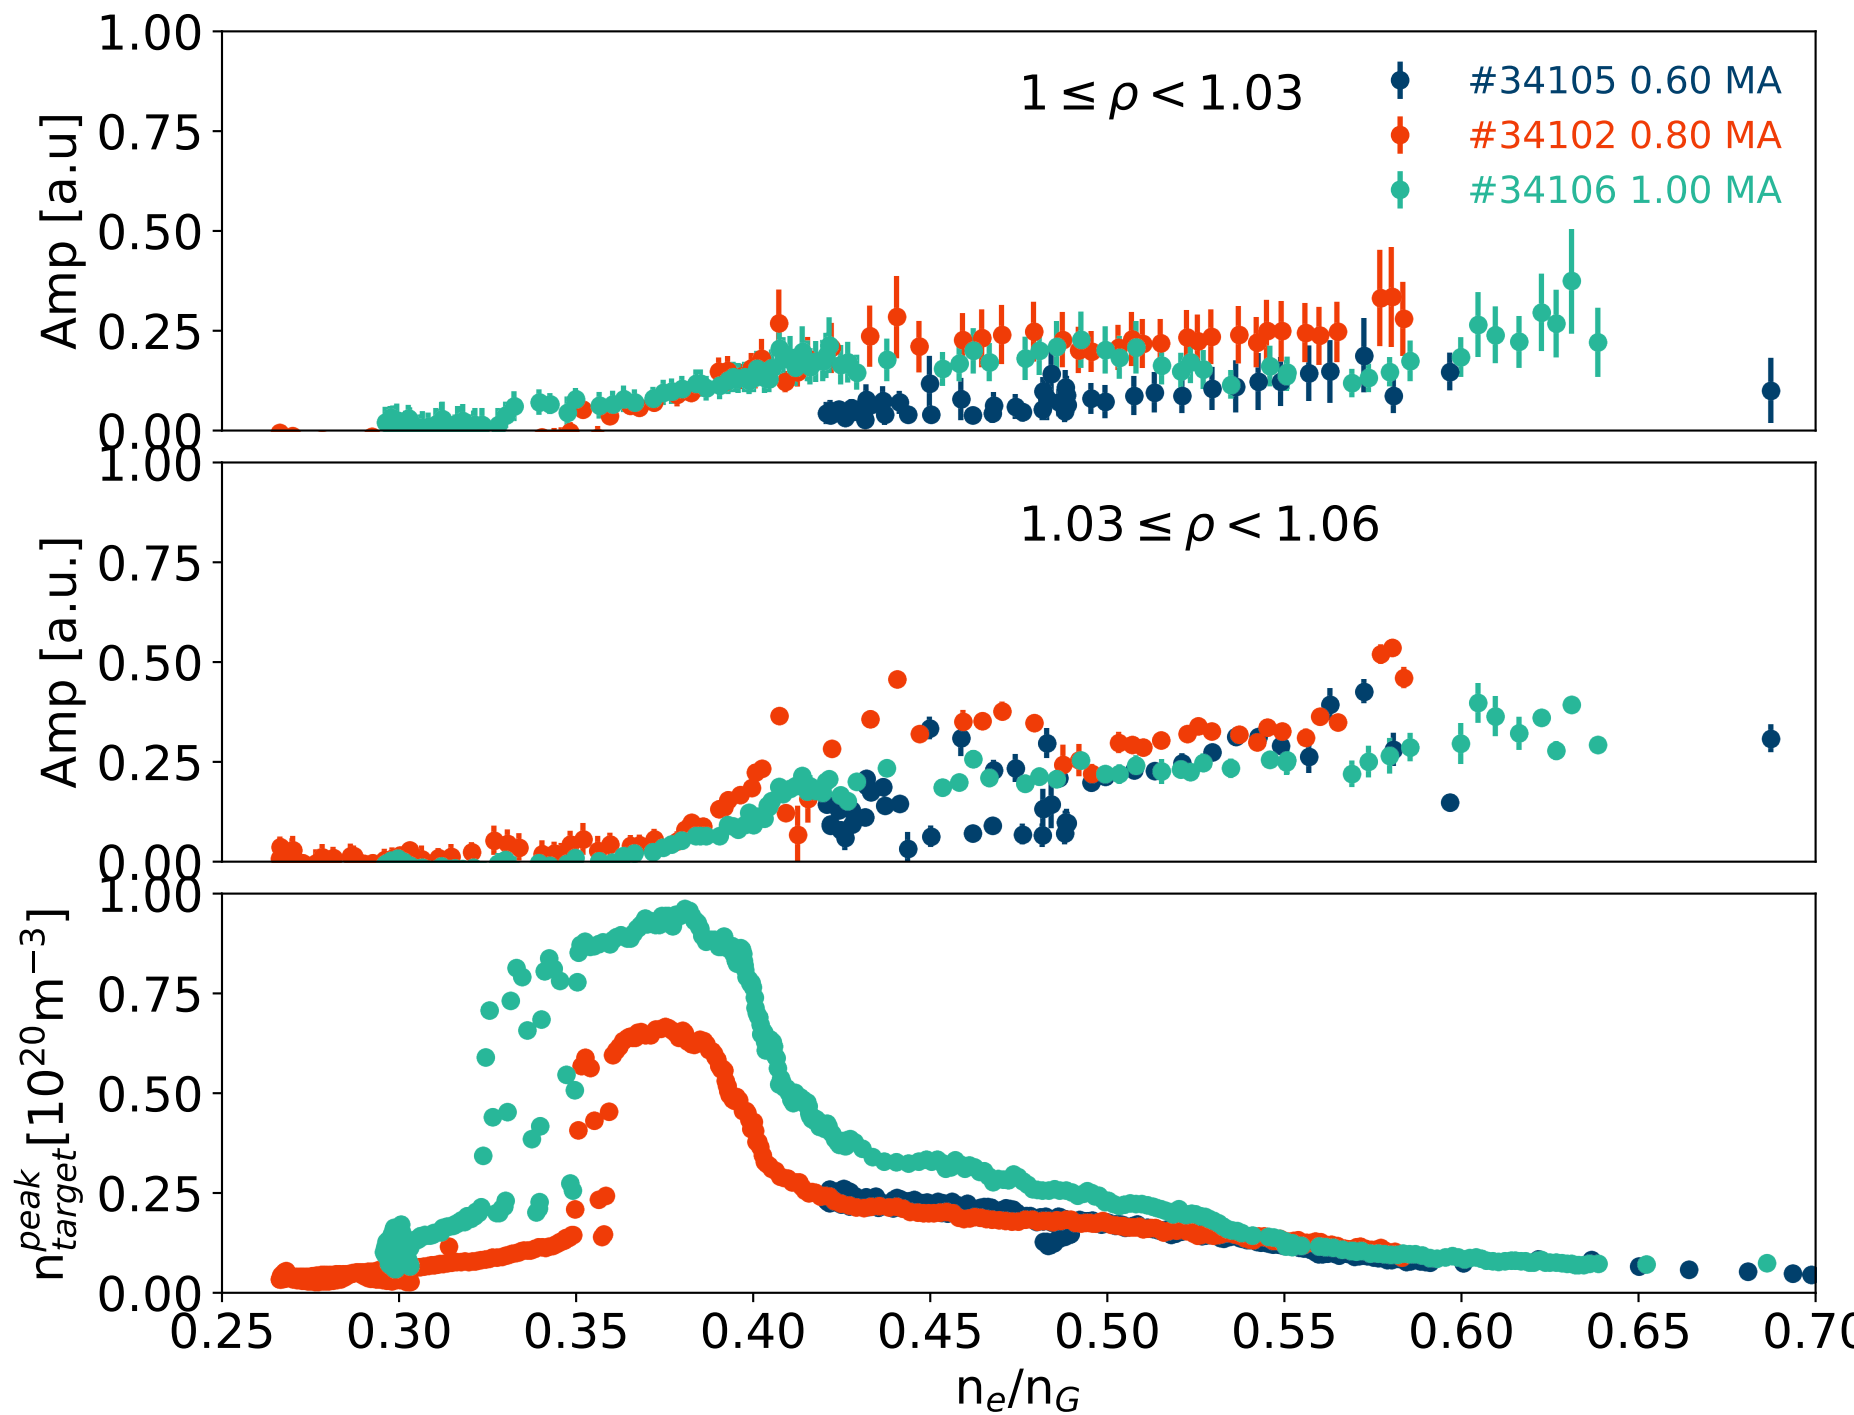 1.00
0.75
0.50
0.25
0.00
Amp [a.u]
1 ≤ ρ < 1.03
#34105 0.60 MA
#34102 0.80 MA
#34106 1.00 MA
1.00
0.75
0.50
0.25
0.00
Amp [a.u.]
1.03 ≤ ρ < 1.06
1.00
0.75
0.50
0.25
0.00
n_{target}^{peak} [10^{20}m^{-3}]
0.25 0.30 0.35 0.40 0.45 0.50 0.55 0.60 0.65 0.70
n_e/n_G